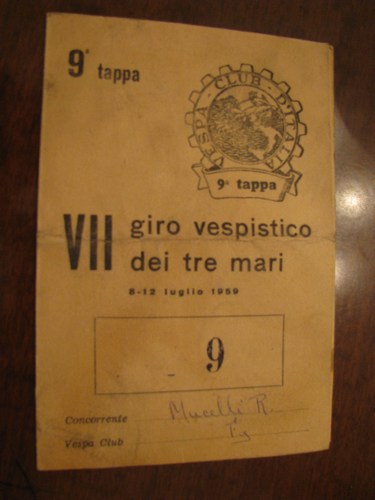 9ª tappa
VESPA - CLUB - D'ITALIA
9ª tappa
VII giro vespistico
dei tre mari
8-12 luglio 1959
- 9
Concorrente Mucelli R.
Vespa Club